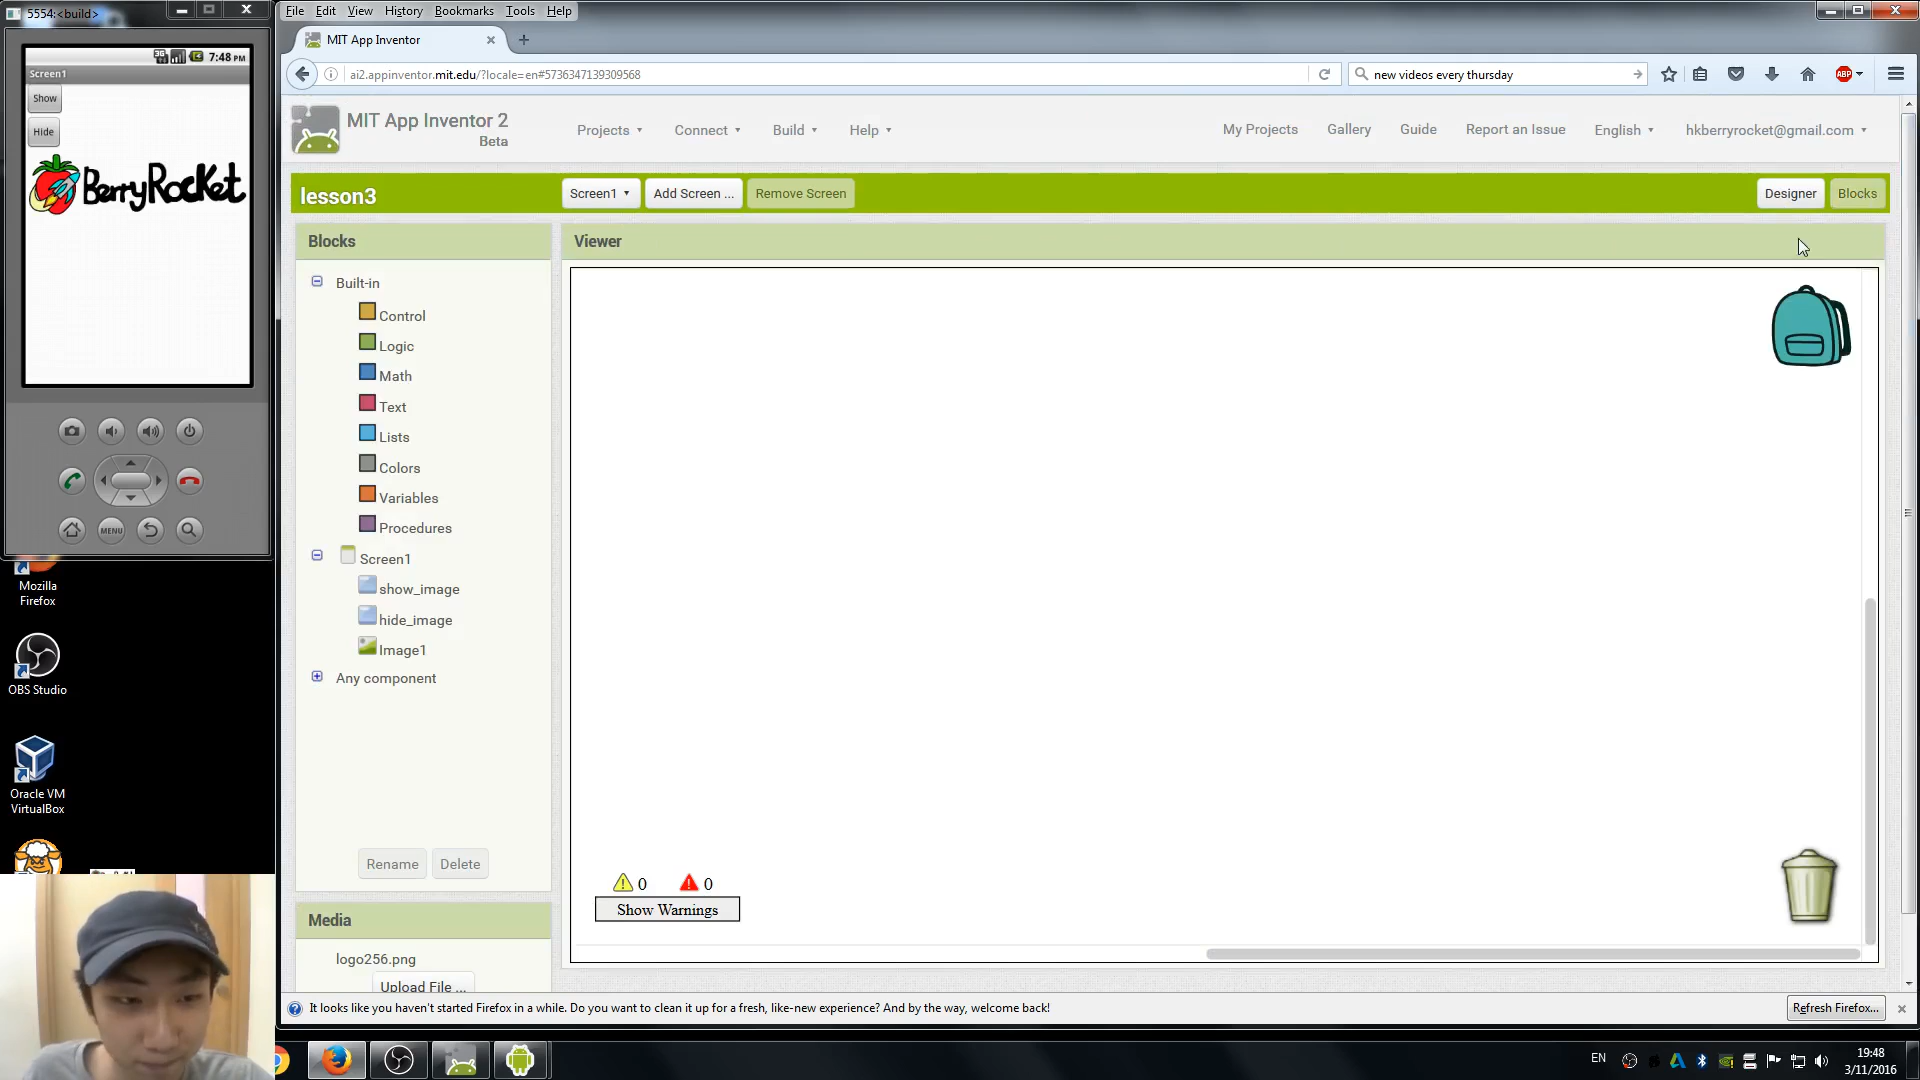 5554:<build>
3G 7:48 PM
Screen1
Show
Hide
BerryRocket
MENU
Mozilla
Firefox
OBS Studio
Oracle VM
VirtualBox
File Edit View History Bookmarks Tools Help
MIT App Inventor
ai2.appinventor.mit.edu/?locale=en#5736347139309568
new videos every thursday
ABP
MIT App Inventor 2
Beta
Projects Connect Build Help
My Projects Gallery Guide Report an Issue English hkberryrocket@gmail.com
lesson3
Screen1 Add Screen ... Remove Screen
Designer Blocks
Blocks
Viewer
Built-in
Control
Logic
Math
Text
Lists
Colors
Variables
Procedures
Screen1
show_image
hide_image
Image1
Any component
Rename Delete
0 0
Show Warnings
Media
logo256.png
Upload File ...
It looks like you haven't started Firefox in a while. Do you want to clean it up for a fresh, like-new experience? And by the way, welcome back!
Refresh Firefox...
EN
19:48
3/11/2016